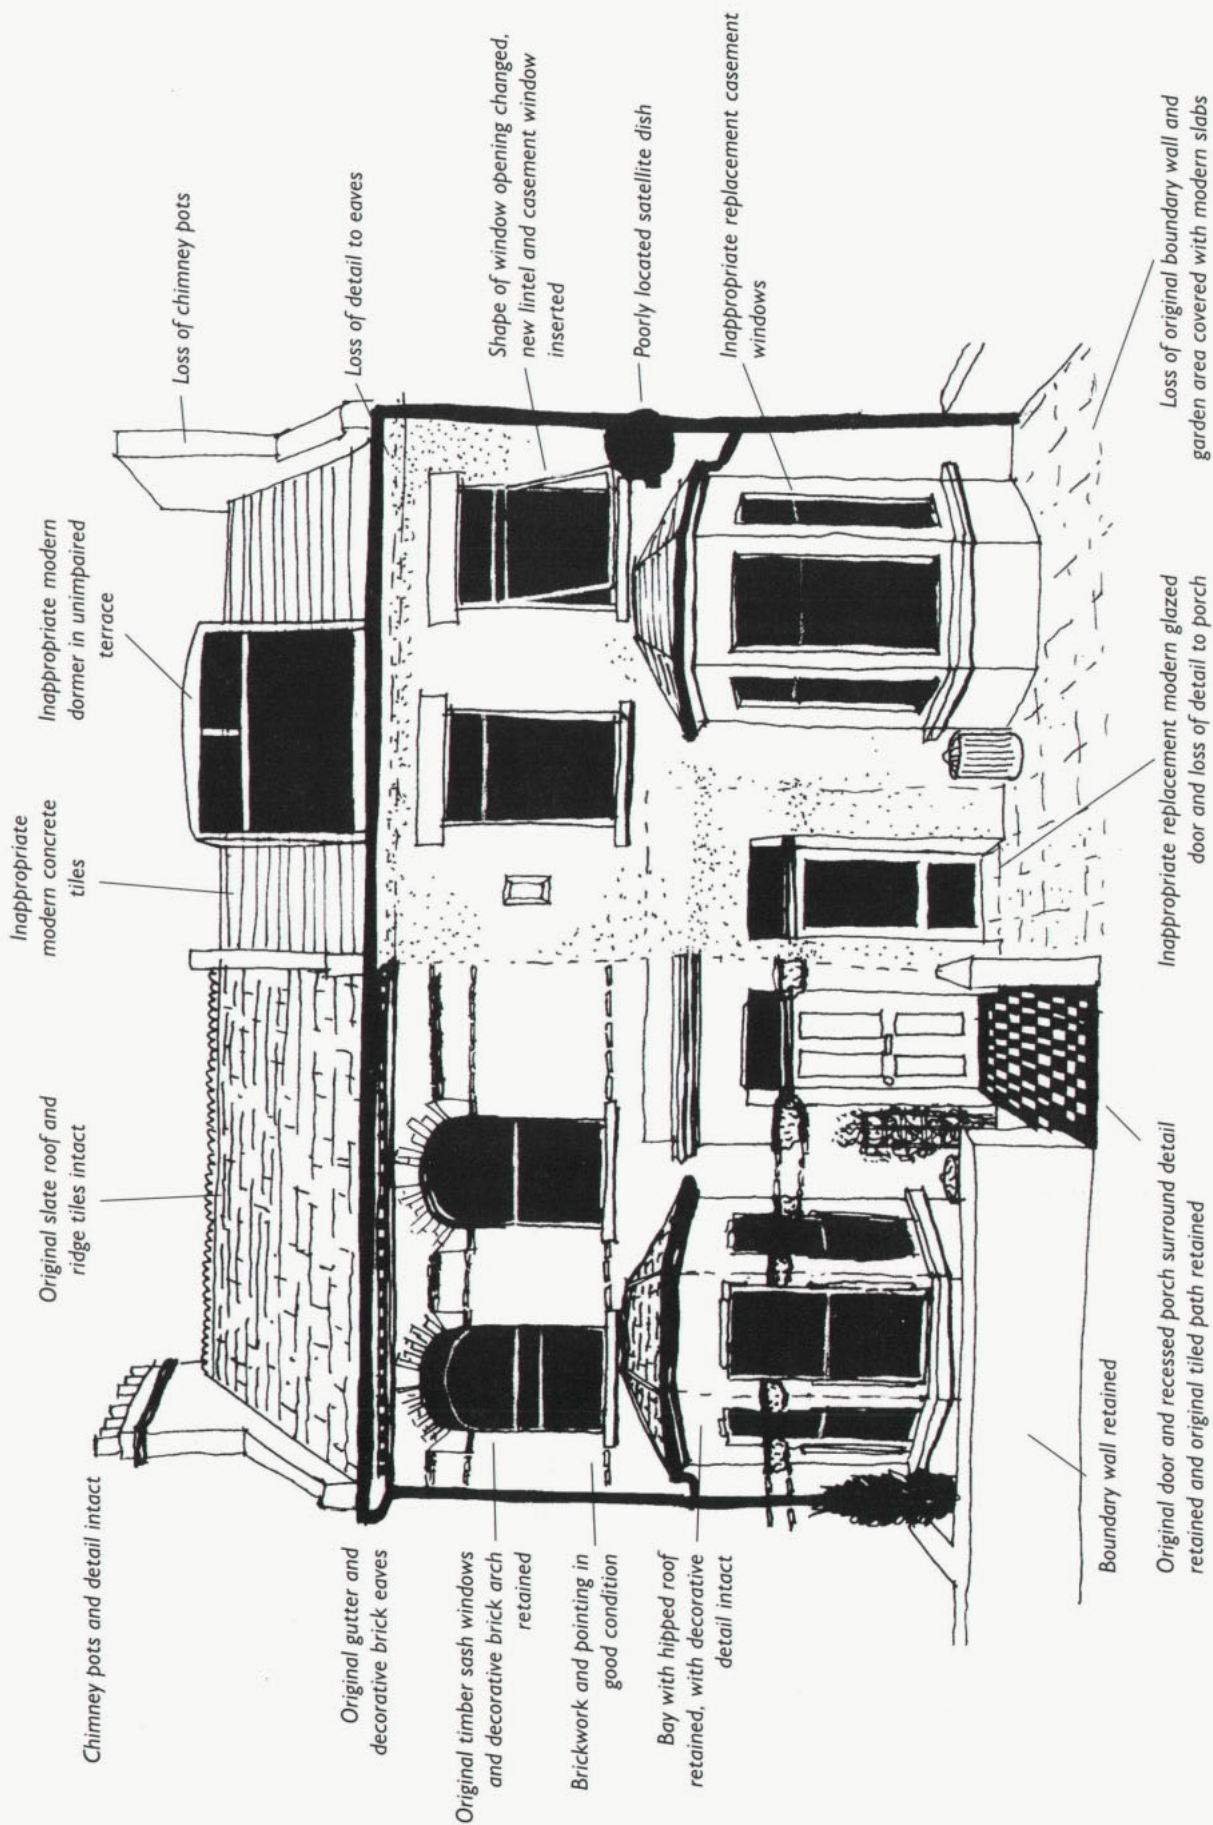 Chimney pots and detail intact
Original gutter and
decorative brick eaves
Original timber sash windows
and decorative brick arch
retained
Brickwork and pointing in
good condition
Bay with hipped roof
retained, with decorative
detail intact
Original slate roof and
ridge tiles intact
Inappropriate
modern concrete
tiles
Inappropriate modern
dormer in unimpaired
terrace
Loss of chimney pots
Loss of detail to eaves
Shape of window opening changed,
new lintel and casement window
inserted
Poorly located satellite dish
Inappropriate replacement casement
windows
Boundary wall retained
Original door and recessed porch surround detail
retained and original tiled path retained
Inappropriate replacement modern glazed
door and loss of detail to porch
Loss of original boundary wall and
garden area covered with modern slabs